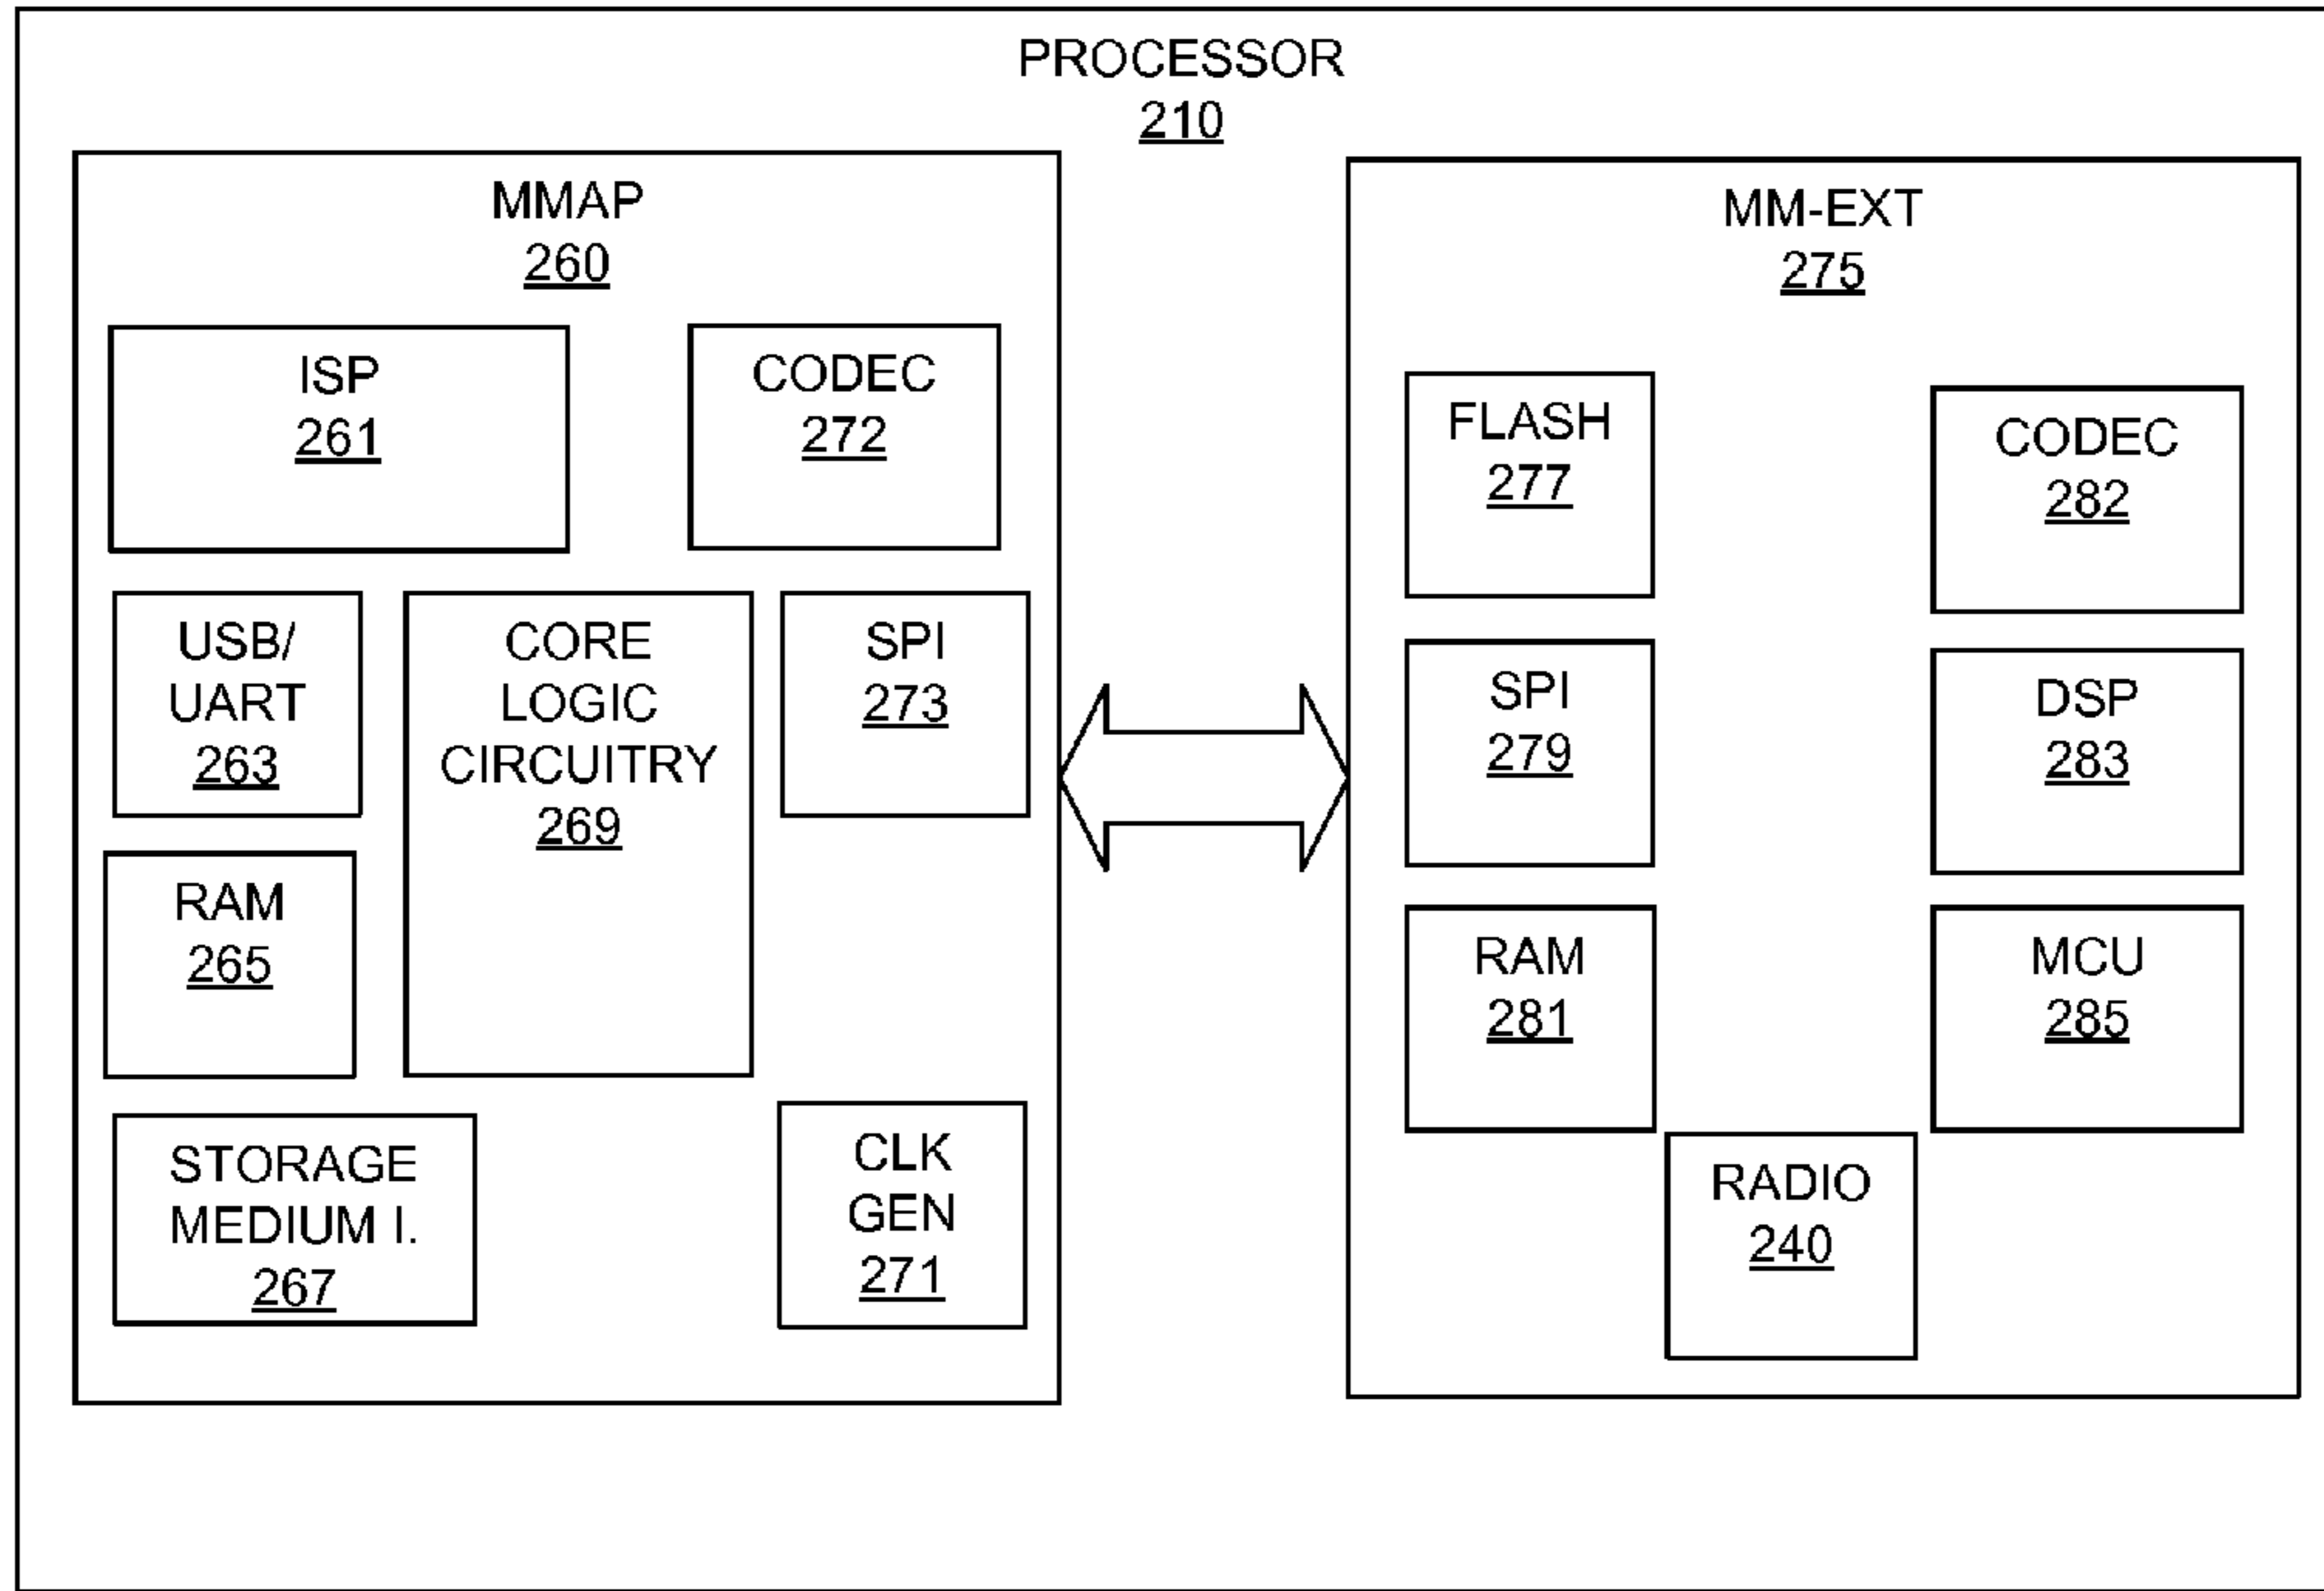 PROCESSOR
210
MMAP
260
ISP
261
CODEC
272
USB/
UART
263
CORE
LOGIC
CIRCUITRY
269
SPI
273
RAM
265
STORAGE
MEDIUM I.
267
CLK
GEN
271
MM-EXT
275
FLASH
277
CODEC
282
SPI
279
DSP
283
RAM
281
MCU
285
RADIO
240